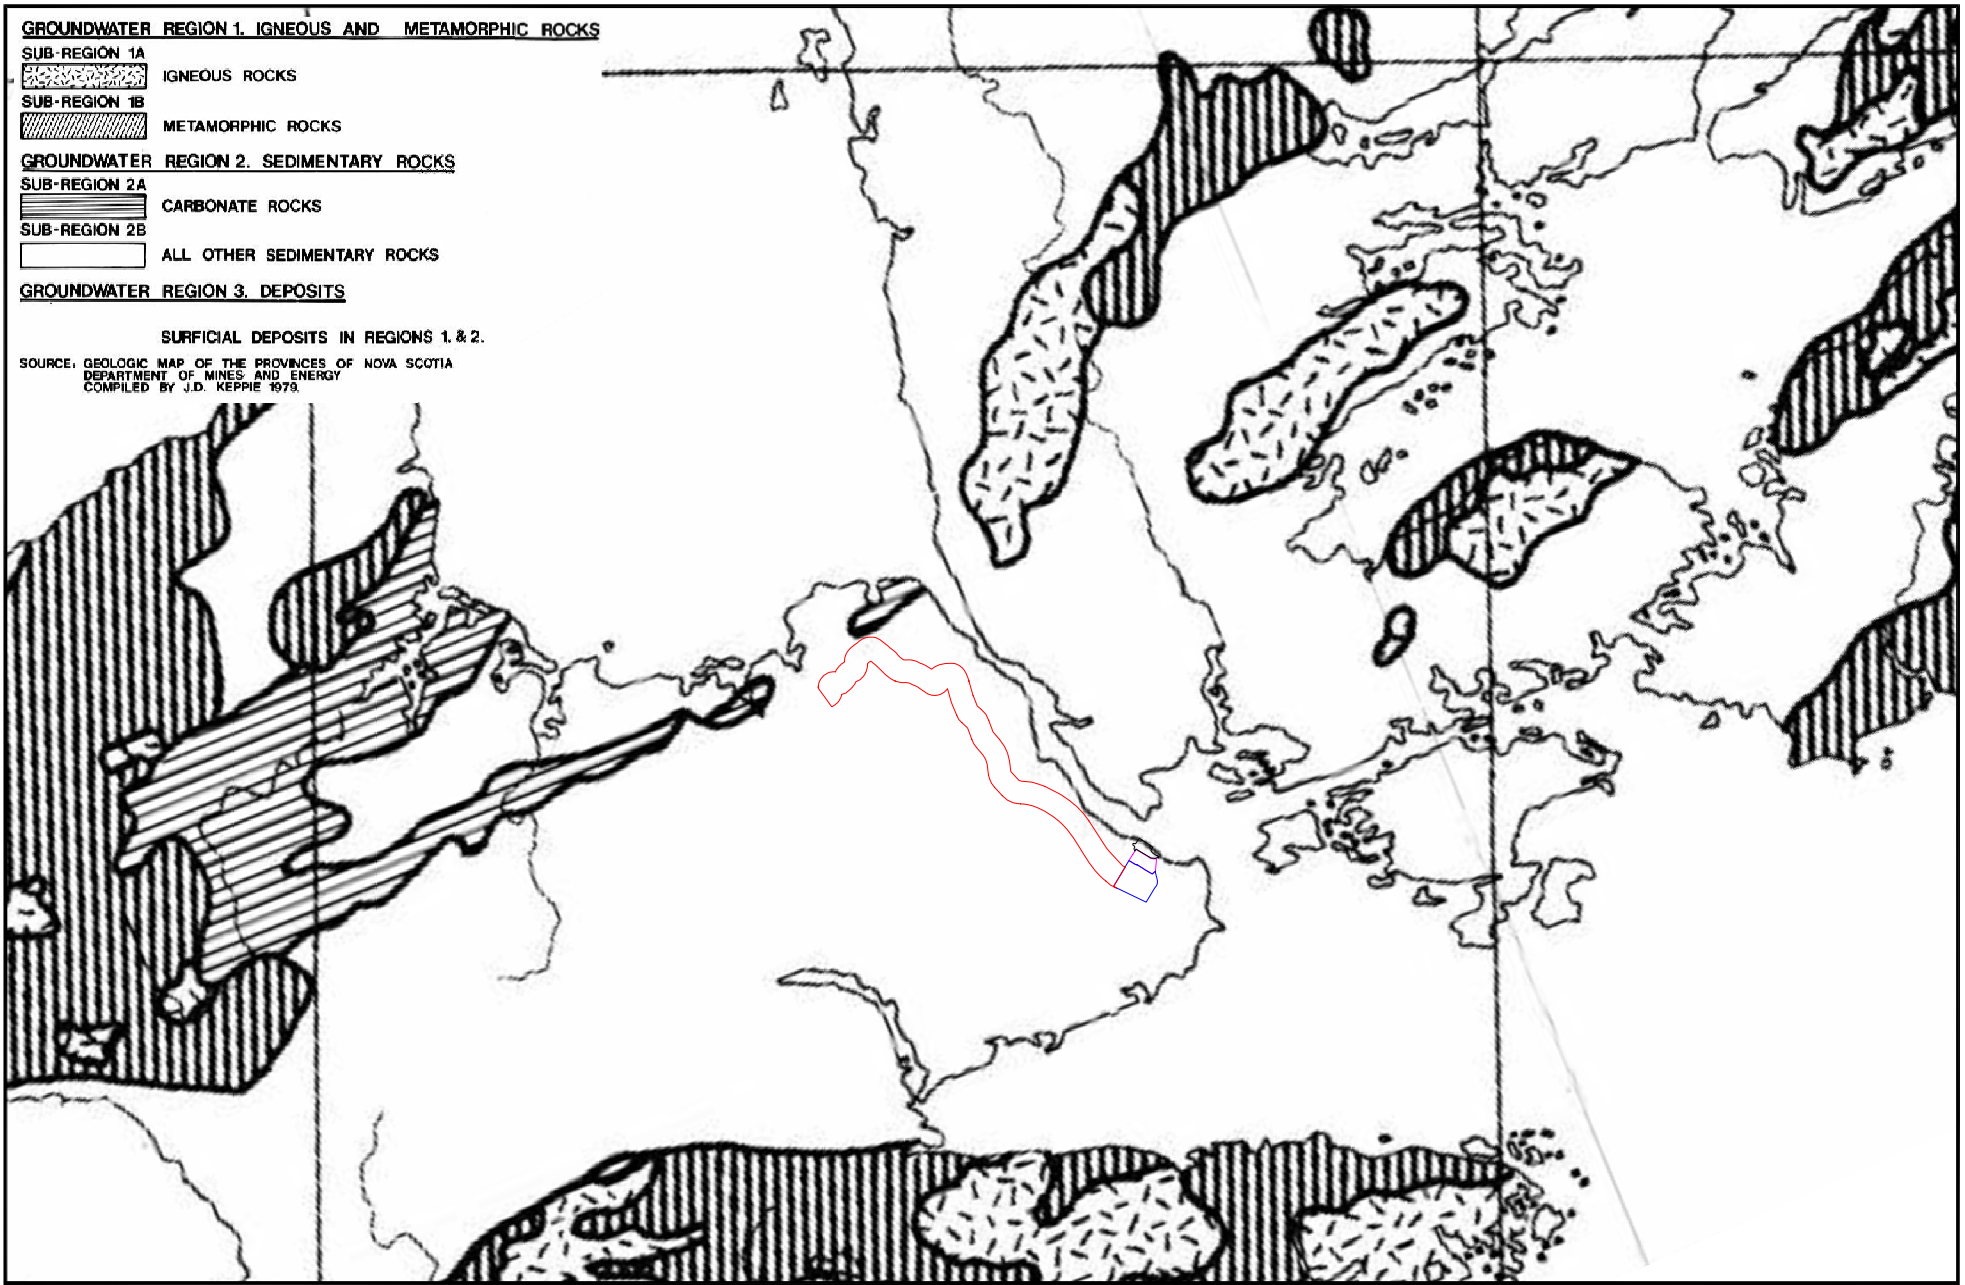 GROUNDWATER REGION 1. IGNEOUS AND METAMORPHIC ROCKS
SUB-REGION 1A
IGNEOUS ROCKS
SUB-REGION 1B
METAMORPHIC ROCKS
GROUNDWATER REGION 2. SEDIMENTARY ROCKS
SUB-REGION 2A
CARBONATE ROCKS
SUB-REGION 2B
ALL OTHER SEDIMENTARY ROCKS
GROUNDWATER REGION 3. DEPOSITS
SURFICIAL DEPOSITS IN REGIONS 1. & 2.
SOURCE: GEOLOGIC MAP OF THE PROVINCES OF NOVA SCOTIA
DEPARTMENT OF MINES AND ENERGY
COMPILED BY J.D. KEPPIE 1979.